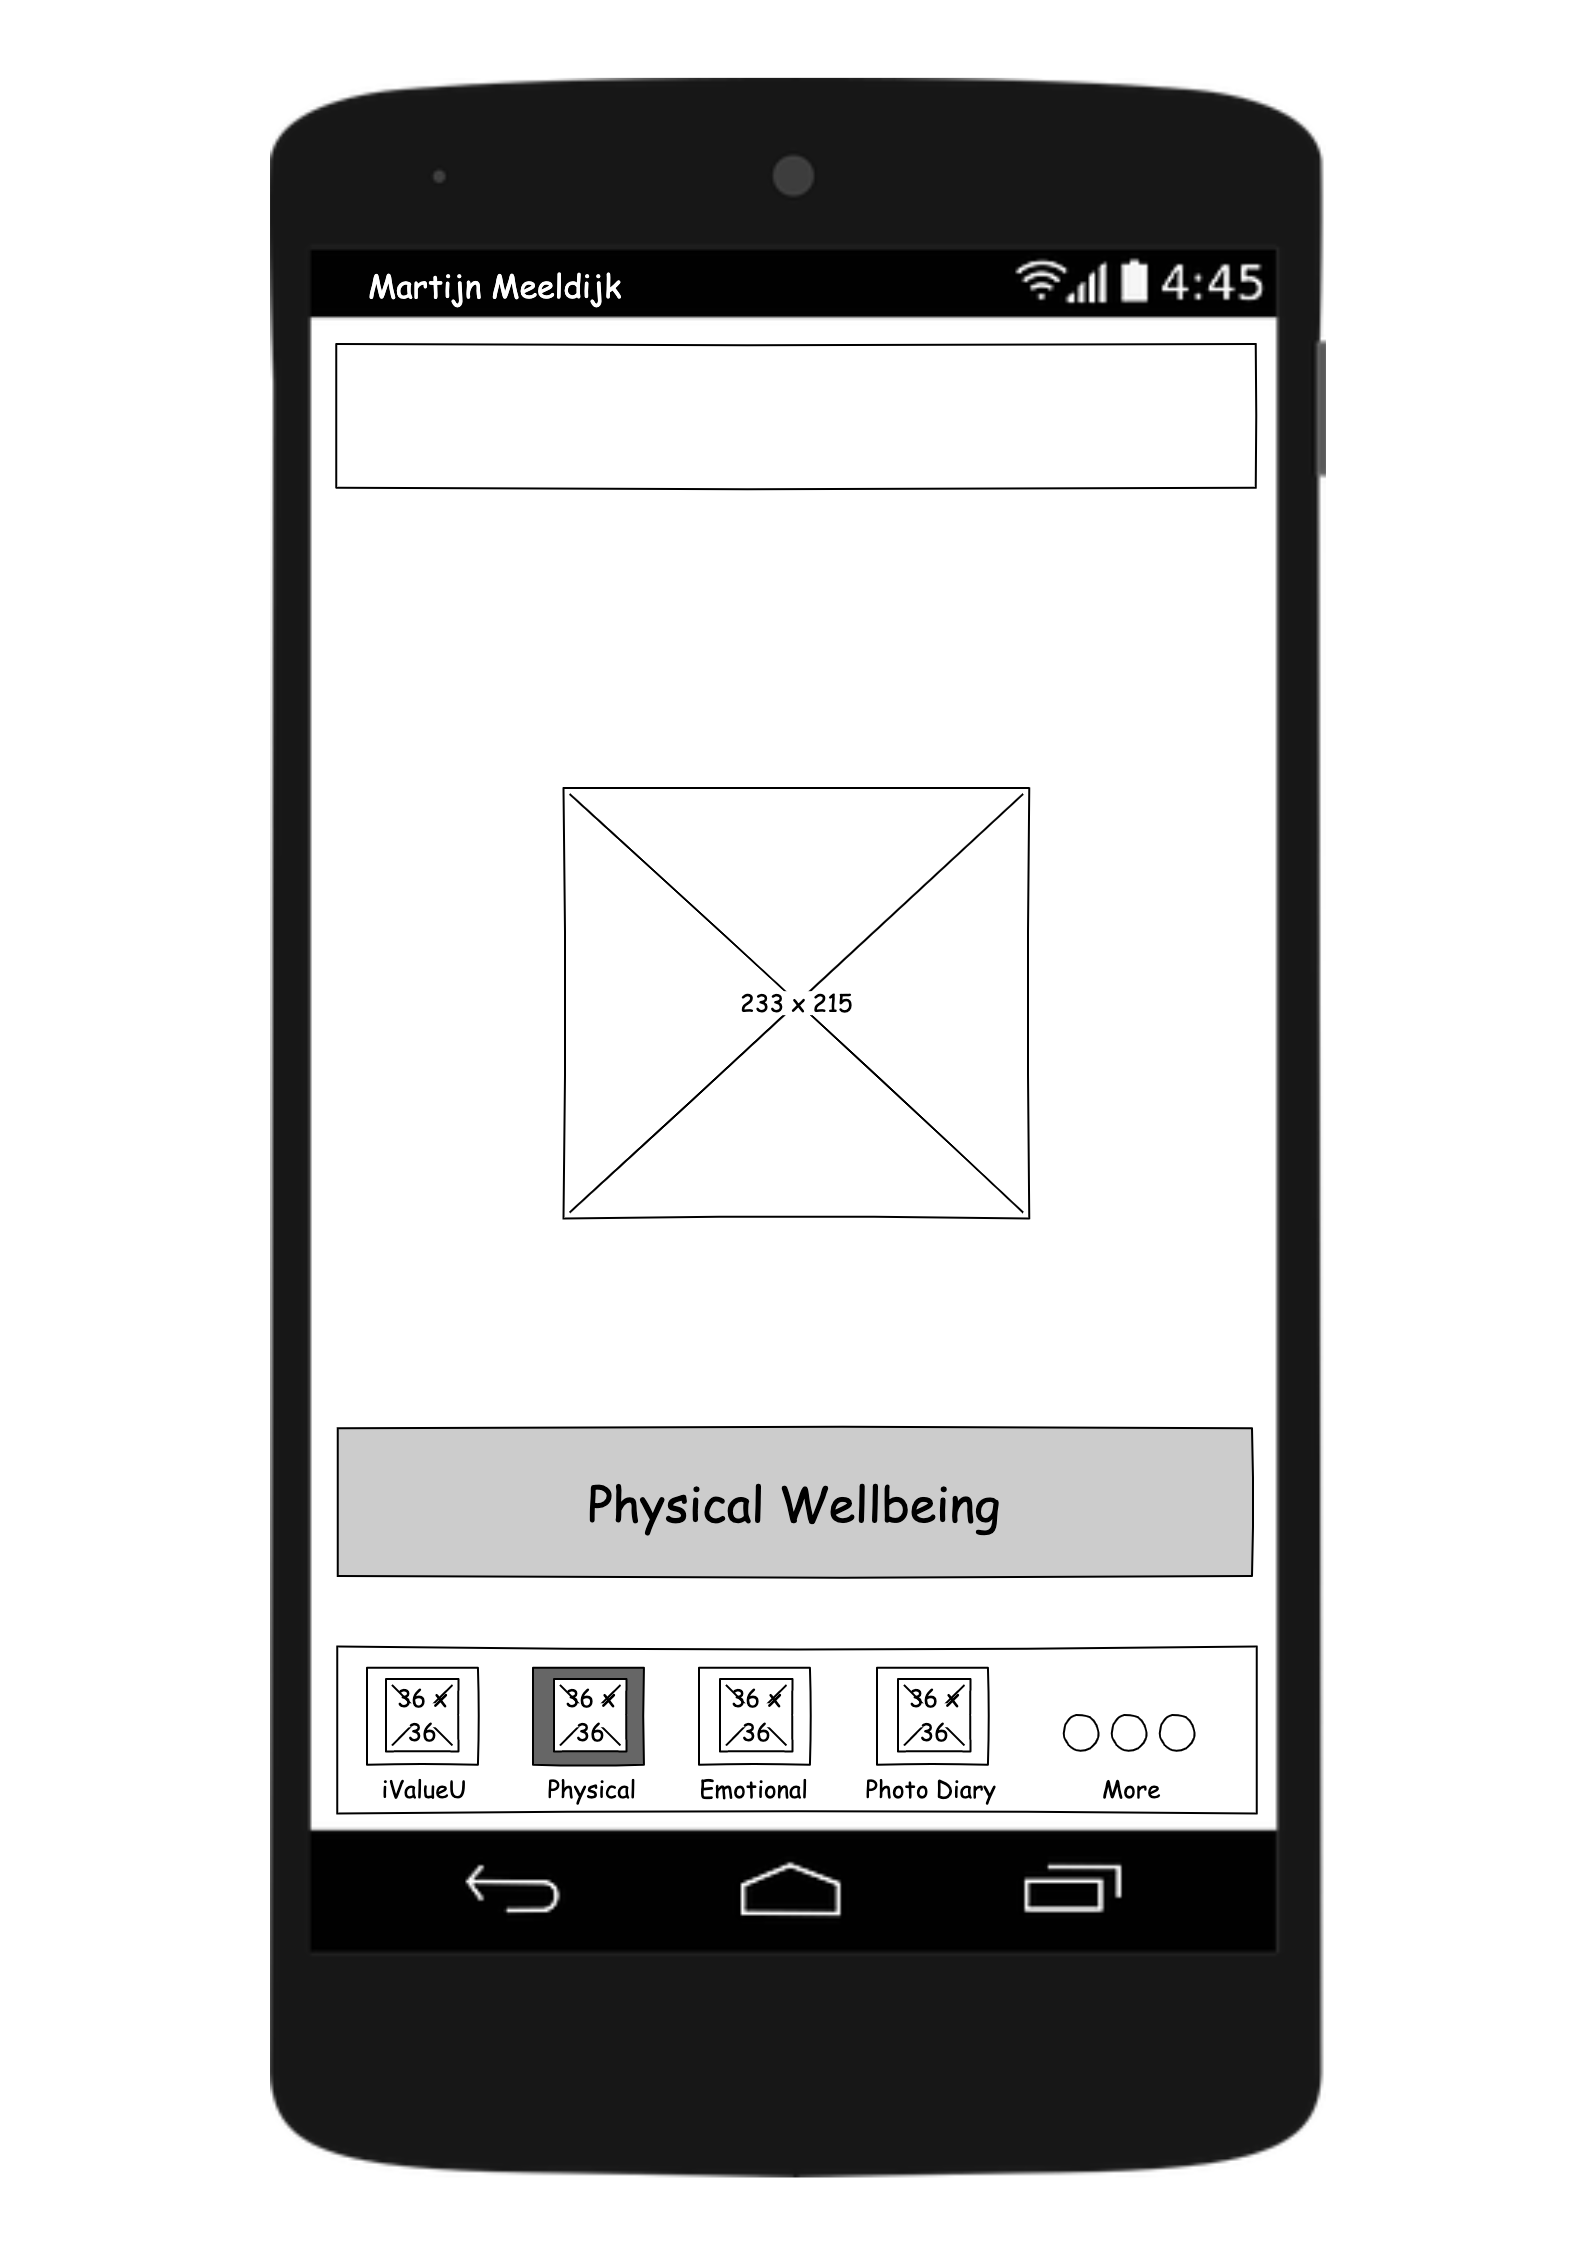 Martijn Meeldijk
4:45
233 x 215
Physical Wellbeing
36 x
36
36 x
36
36 x
36
36 x
36
iValueU
Physical
Emotional
Photo Diary
More